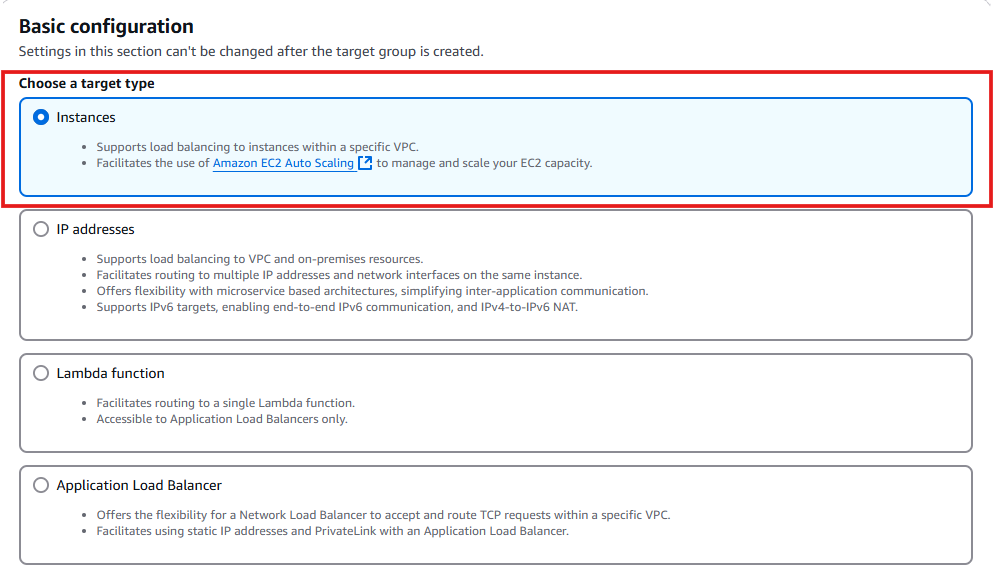 Basic configuration
Settings in this section can't be changed after the target group is created.
Choose a target type
Instances
• Supports load balancing to instances within a specific VPC.
• Facilitates the use of Amazon EC2 Auto Scaling to manage and scale your EC2 capacity.
IP addresses
• Supports load balancing to VPC and on-premises resources.
• Facilitates routing to multiple IP addresses and network interfaces on the same instance.
• Offers flexibility with microservice based architectures, simplifying inter-application communication.
• Supports IPv6 targets, enabling end-to-end IPv6 communication, and IPv4-to-IPv6 NAT.
Lambda function
• Facilitates routing to a single Lambda function.
• Accessible to Application Load Balancers only.
Application Load Balancer
• Offers the flexibility for a Network Load Balancer to accept and route TCP requests within a specific VPC.
• Facilitates using static IP addresses and PrivateLink with an Application Load Balancer.